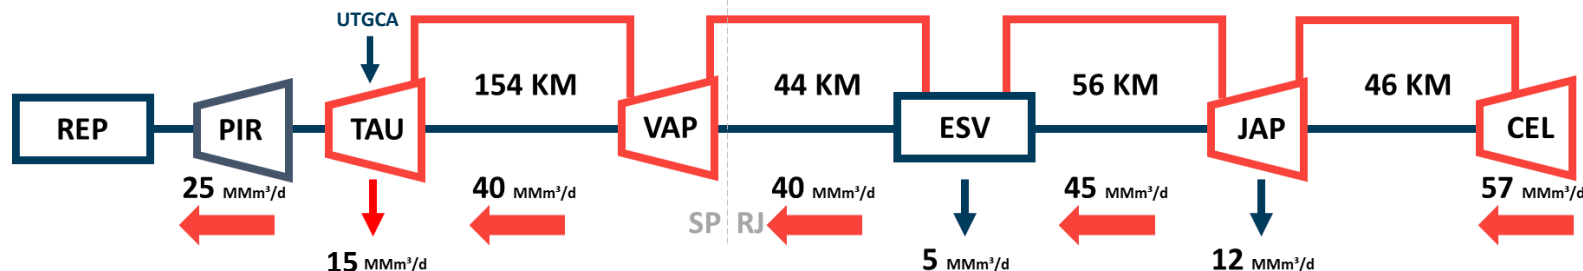 UTGCA
154 KM
44 KM
56 KM
46 KM
REP
PIR
TAU
VAP
ESV
JAP
CEL
25 MMm³/d
40 MMm³/d
40 MMm³/d
45 MMm³/d
57 MMm³/d
SP RJ
15 MMm³/d
5 MMm³/d
12 MMm³/d